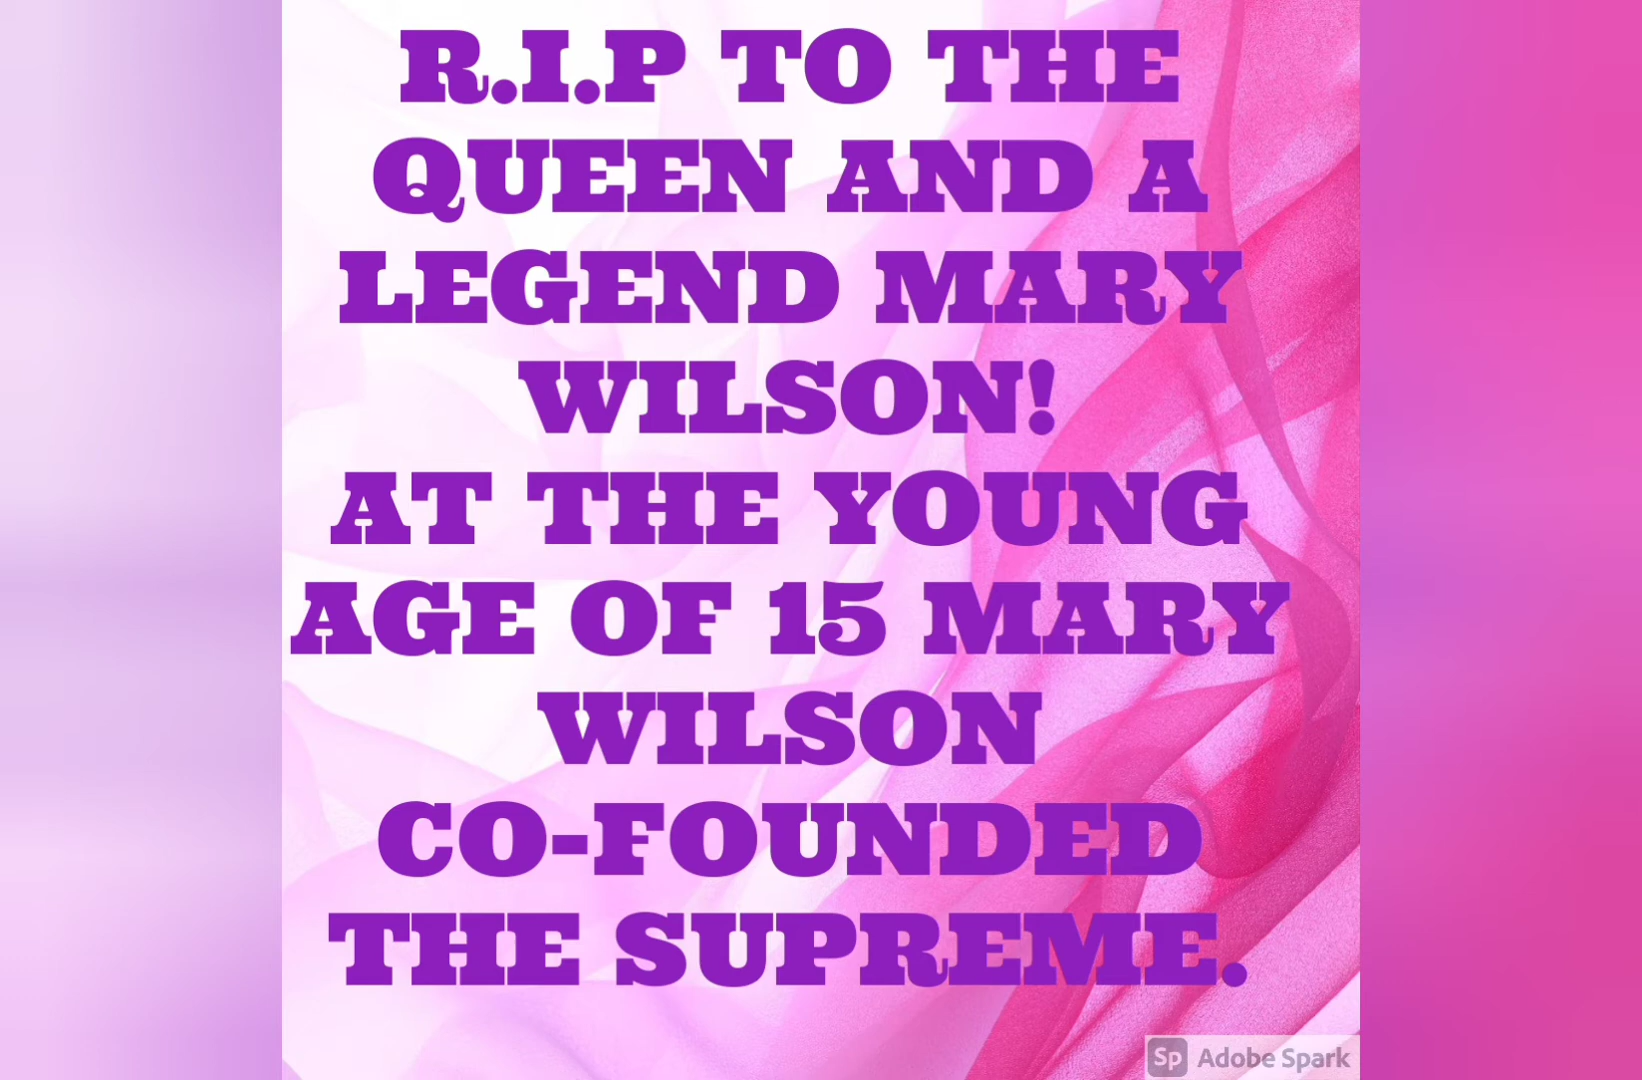 R.I.P TO THE
QUEEN AND A
LEGEND MARY
WILSON!
AT THE YOUNG
AGE OF 15 MARY
WILSON
CO-FOUNDED
THE SUPREME.
Sp Adobe Spark